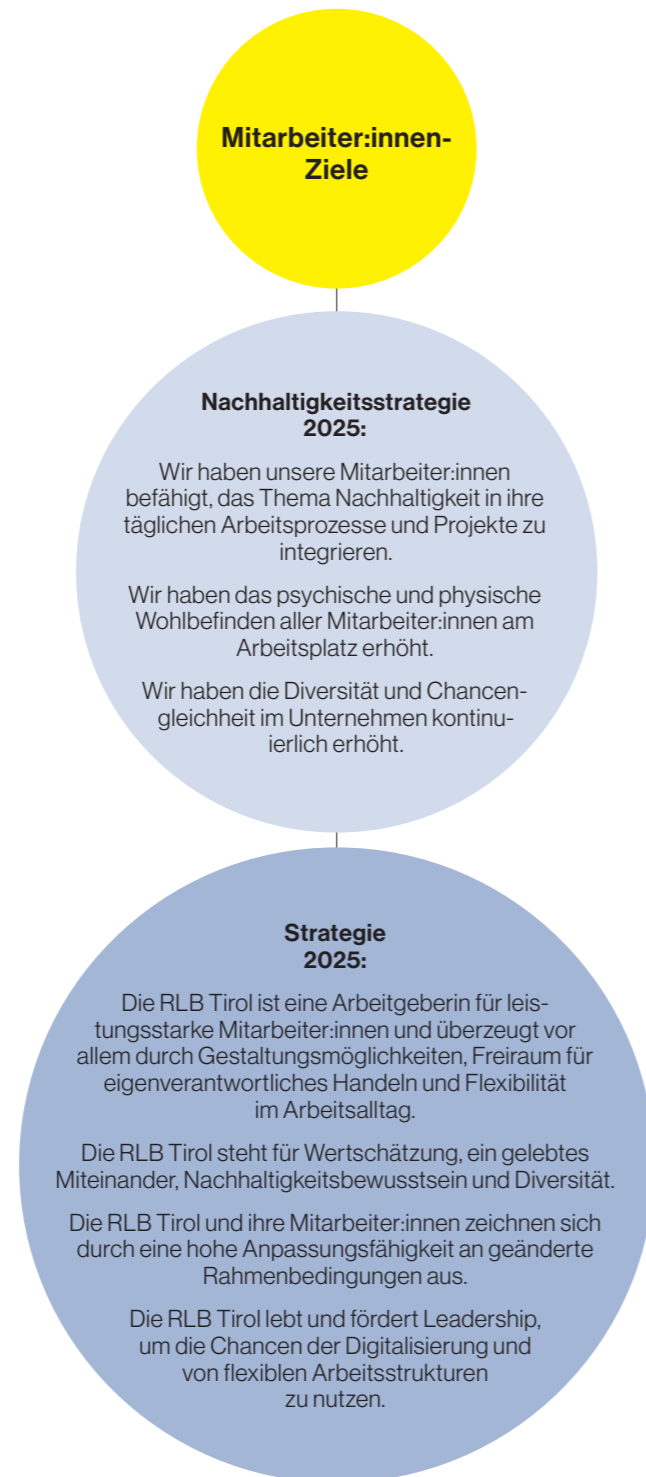 Mitarbeiter:innen-
Ziele
Nachhaltigkeitsstrategie
2025:
Wir haben unsere Mitarbeiter:innen
befähigt, das Thema Nachhaltigkeit in ihre
täglichen Arbeitsprozesse und Projekte zu
integrieren.
Wir haben das psychische und physische
Wohlbefinden aller Mitarbeiter:innen am
Arbeitsplatz erhöht.
Wir haben die Diversität und Chancen-
gleichheit im Unternehmen kontinu-
ierlich erhöht.
Strategie
2025:
Die RLB Tirol ist eine Arbeitgeberin für leis-
tungsstarke Mitarbeiter:innen und überzeugt vor
allem durch Gestaltungsmöglichkeiten, Freiraum für
eigenverantwortliches Handeln und Flexibilität
im Arbeitsalltag.
Die RLB Tirol steht für Wertschätzung, ein gelebtes
Miteinander, Nachhaltigkeitsbewusstsein und Diversität.
Die RLB Tirol und ihre Mitarbeiter:innen zeichnen sich
durch eine hohe Anpassungsfähigkeit an geänderte
Rahmenbedingungen aus.
Die RLB Tirol lebt und fördert Leadership,
um die Chancen der Digitalisierung und
von flexiblen Arbeitsstrukturen
zu nutzen.